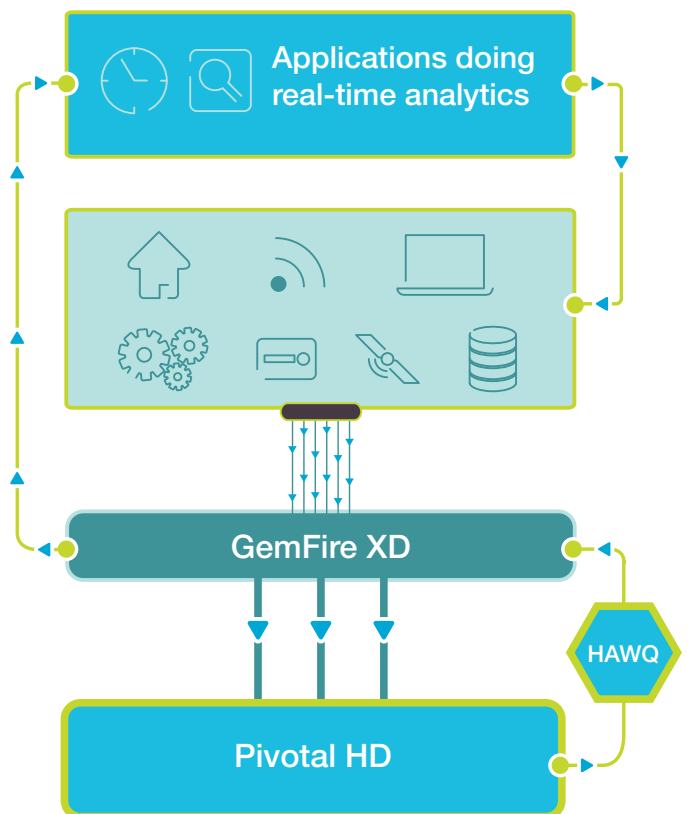 Applications doing
real-time analytics
GemFire XD
HAWQ
Pivotal HD